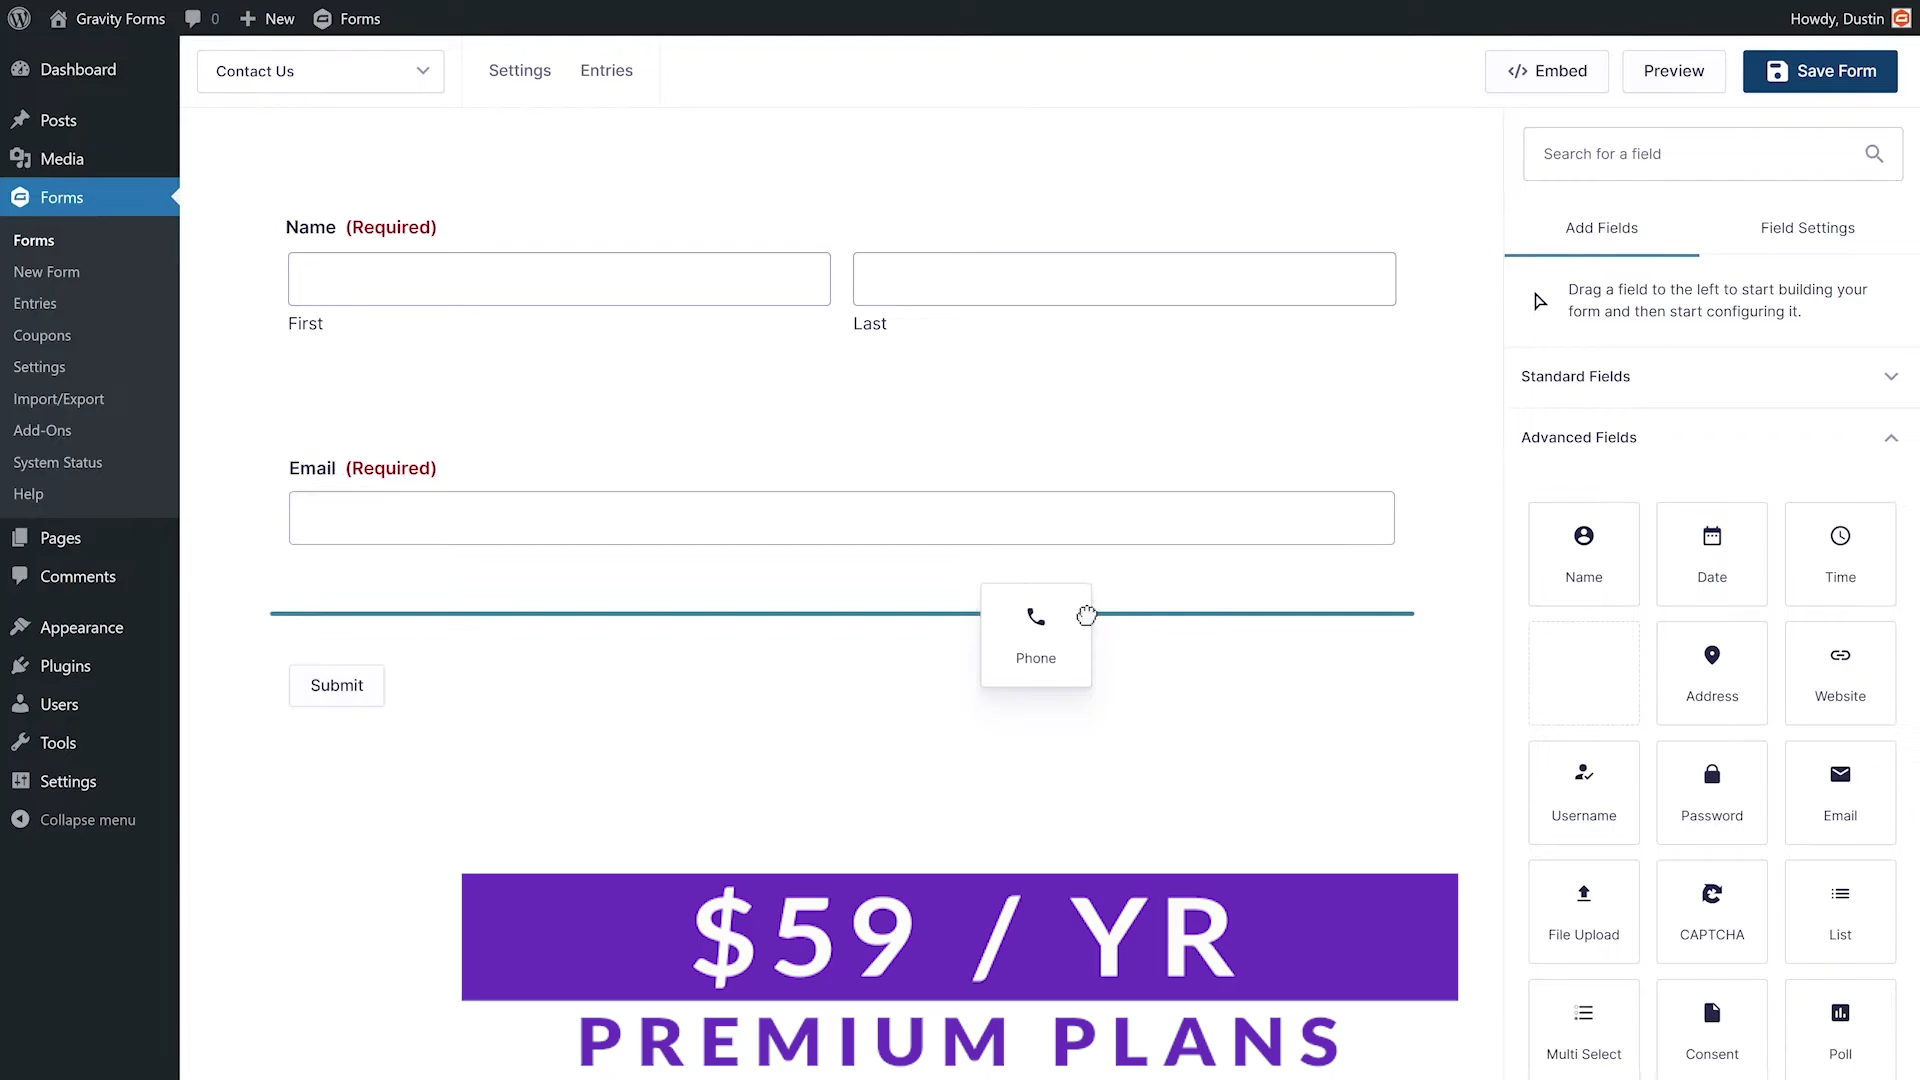 Gravity Forms 0 New Forms Howdy, Dustin
Dashboard
Posts
Media
Forms
Forms
New Form
Entries
Coupons
Settings
Import/Export
Add-Ons
System Status
Help
Pages
Comments
Appearance
Plugins
Users
Tools
Settings
Collapse menu
Contact Us Settings Entries </> Embed Preview Save Form
Name (Required)
First Last
Email (Required)
Phone
Submit
$59 / YR
PREMIUM PLANS
Search for a field
Add Fields Field Settings
Drag a field to the left to start building your
form and then start configuring it.
Standard Fields
Advanced Fields
Name Date Time
Address Website
Username Password Email
File Upload CAPTCHA List
Multi Select Consent Poll